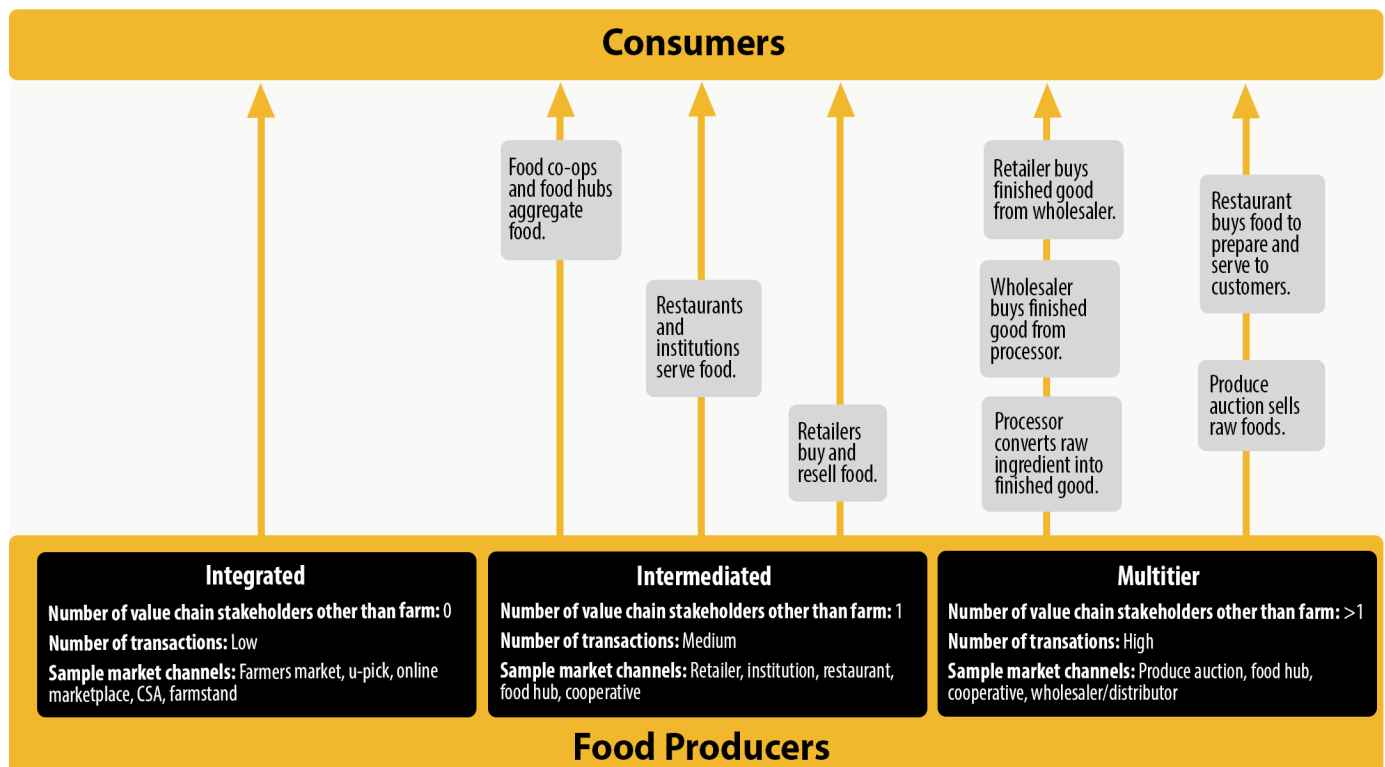 Consumers
Food co-ops
and food hubs
aggregate
food.
Restaurants
and
institutions
serve food.
Retailers
buy and
resell food.
Retailer buys
finished good
from wholesaler.
Wholesaler
buys finished
good from
processor.
Processor
converts raw
ingredient into
finished good.
Restaurant
buys food to
prepare and
serve to
customers.
Produce
auction sells
raw foods.
Integrated
Number of value chain stakeholders other than farm: 0
Number of transactions: Low
Sample market channels: Farmers market, u-pick, online
marketplace, CSA, farmstand
Intermediated
Number of value chain stakeholders other than farm: 1
Number of transactions: Medium
Sample market channels: Retailer, institution, restaurant,
food hub, cooperative
Multitier
Number of value chain stakeholders other than farm: >1
Number of transations: High
Sample market channels: Produce auction, food hub,
cooperative, wholesaler/distributor
Food Producers